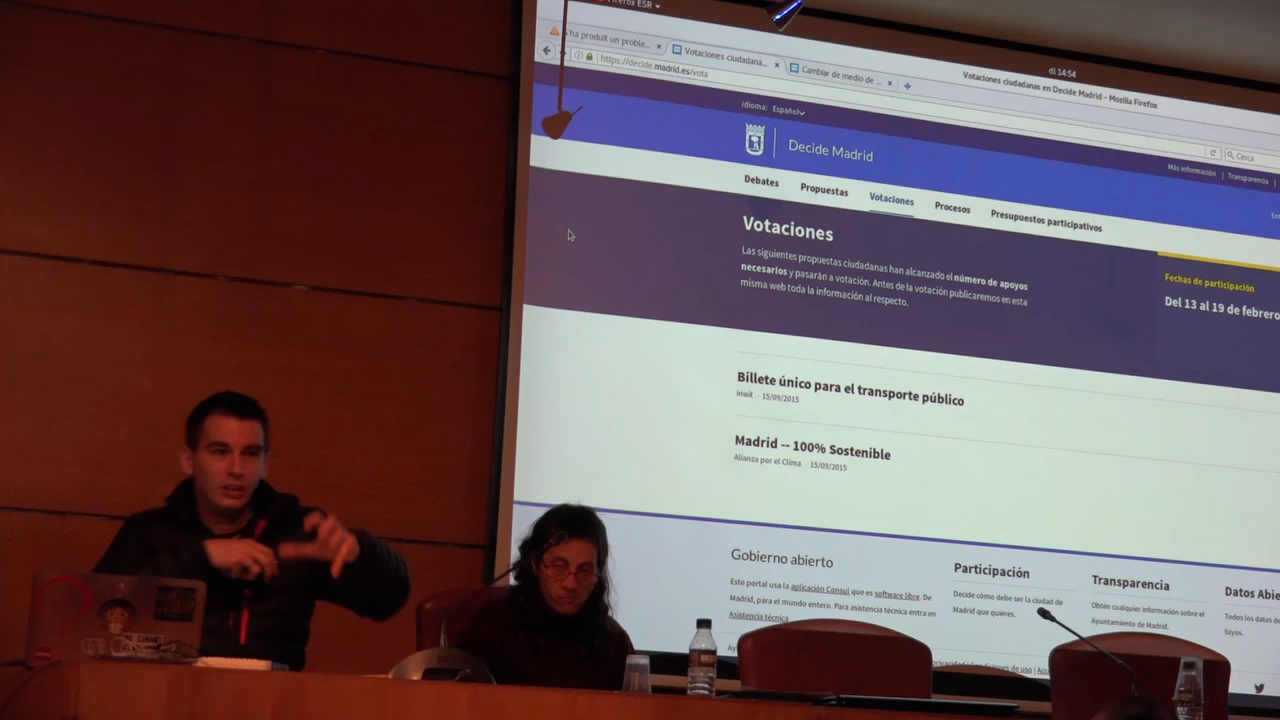 Firefox ESR
dl 14:54
Votaciones ciudadanas en Decide Madrid – Mozilla Firefox
'ha produït un proble...
Votaciones ciudadana...
Cambiar de medio de ...
https://decide.madrid.es/vota
Cerca
Idioma: Español
Más información | Transparencia |
Decide Madrid
Debates Propuestas Votaciones Procesos Presupuestos participativos
Votaciones
Las siguientes propuestas ciudadanas han alcanzado el número de apoyos
necesarios y pasarán a votación. Antes de la votación publicaremos en esta
misma web toda la información al respecto.
Fechas de participación
Del 13 al 19 de febrero
Billete único para el transporte público
inwit · 15/09/2015
Madrid -- 100% Sostenible
Alianza por el Clima · 15/09/2015
Gobierno abierto
Este portal usa la aplicación Consul que es software libre. De
Madrid, para el mundo entero. Para asistencia técnica entra en
Asistencia técnica
Participación
Decide cómo debe ser la ciudad de
Madrid que quieres.
Transparencia
Obtén cualquier información sobre el
Ayuntamiento de Madrid.
Datos Abie
Todos los datos de
tuyos.